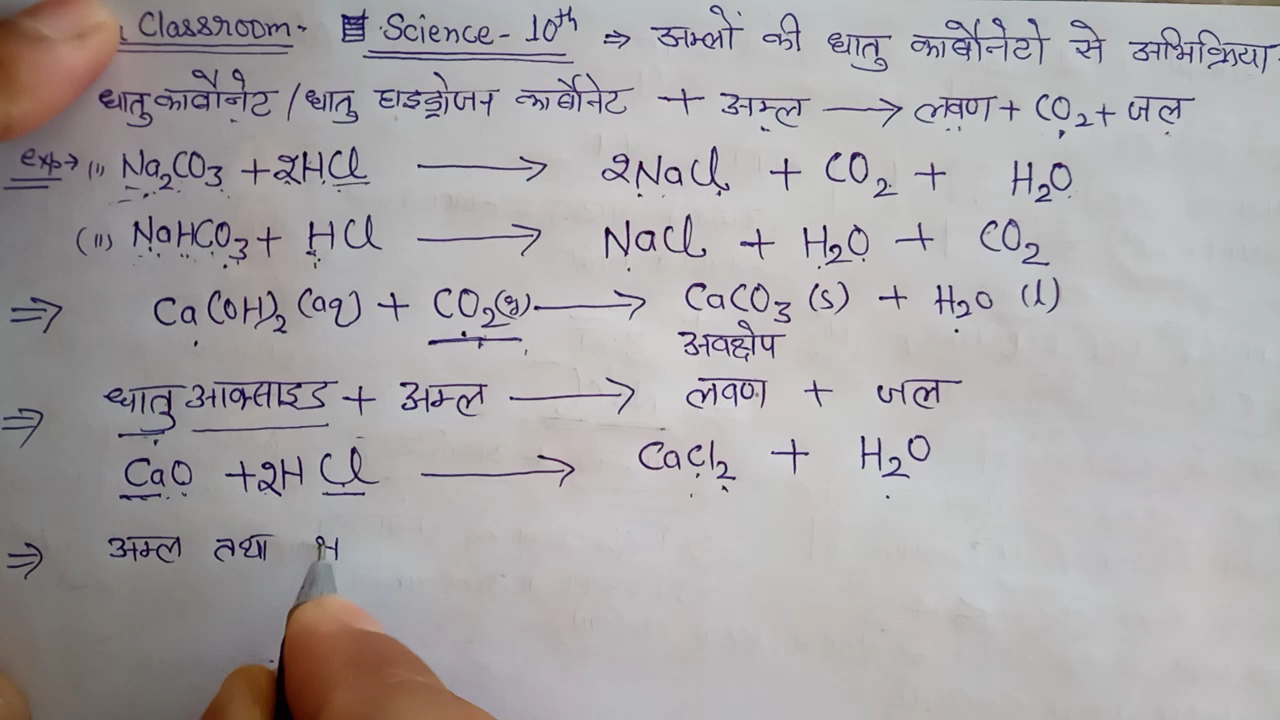 Classroom- Science- 10th ⇒ अम्लों की धातु कार्बोनेटो से अभिक्रिया-
धातु कार्बोनेट / धातु हाइड्रोजन कार्बोनेट + अम्ल → लवण + CO₂ + जल
exp→ (i) Na₂CO₃ + 2HCl → 2NaCl + CO₂ + H₂O
(ii) NaHCO₃ + HCl → NaCl + H₂O + CO₂
⇒ Ca(OH)₂ (aq) + CO₂(g) → CaCO₃ (s) + H₂O (l)
अवक्षेप
⇒ धातु आक्साइड + अम्ल → लवण + जल
CaO + 2HCl → CaCl₂ + H₂O
⇒ अम्ल तथा